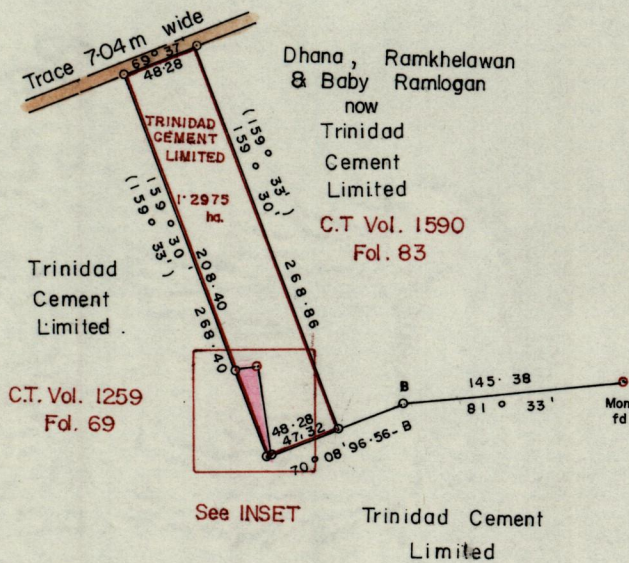 Trace 7·04m wide
69° 37'
48·28
Dhana, Ramkhelawan
& Baby Ramlogan
now
Trinidad
Cement
Limited
C.T Vol. 1590
Fol. 83
TRINIDAD
CEMENT
LIMITED
1·2975
ha.
(159° 33')
159° 30'
268·86
159° 30'
(159° 33')
208·40
268·40
Trinidad
Cement
Limited.
C.T. Vol. 1259
Fol. 69
B
145·38
81° 33'
Mon
fd
48·28
47,32
70° 08' 96·56-B
See INSET
Trinidad Cement
Limited